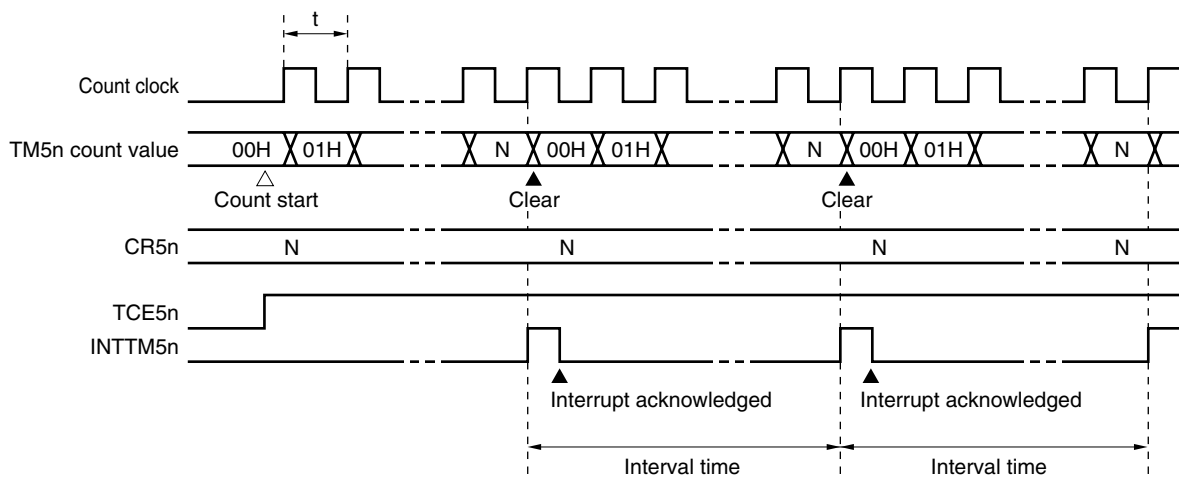 t
Count clock
TM5n count value 00H 01H N 00H 01H N 00H 01H N
Count start Clear Clear
CR5n N N N N
TCE5n
INTTM5n
Interrupt acknowledged Interrupt acknowledged
Interval time Interval time